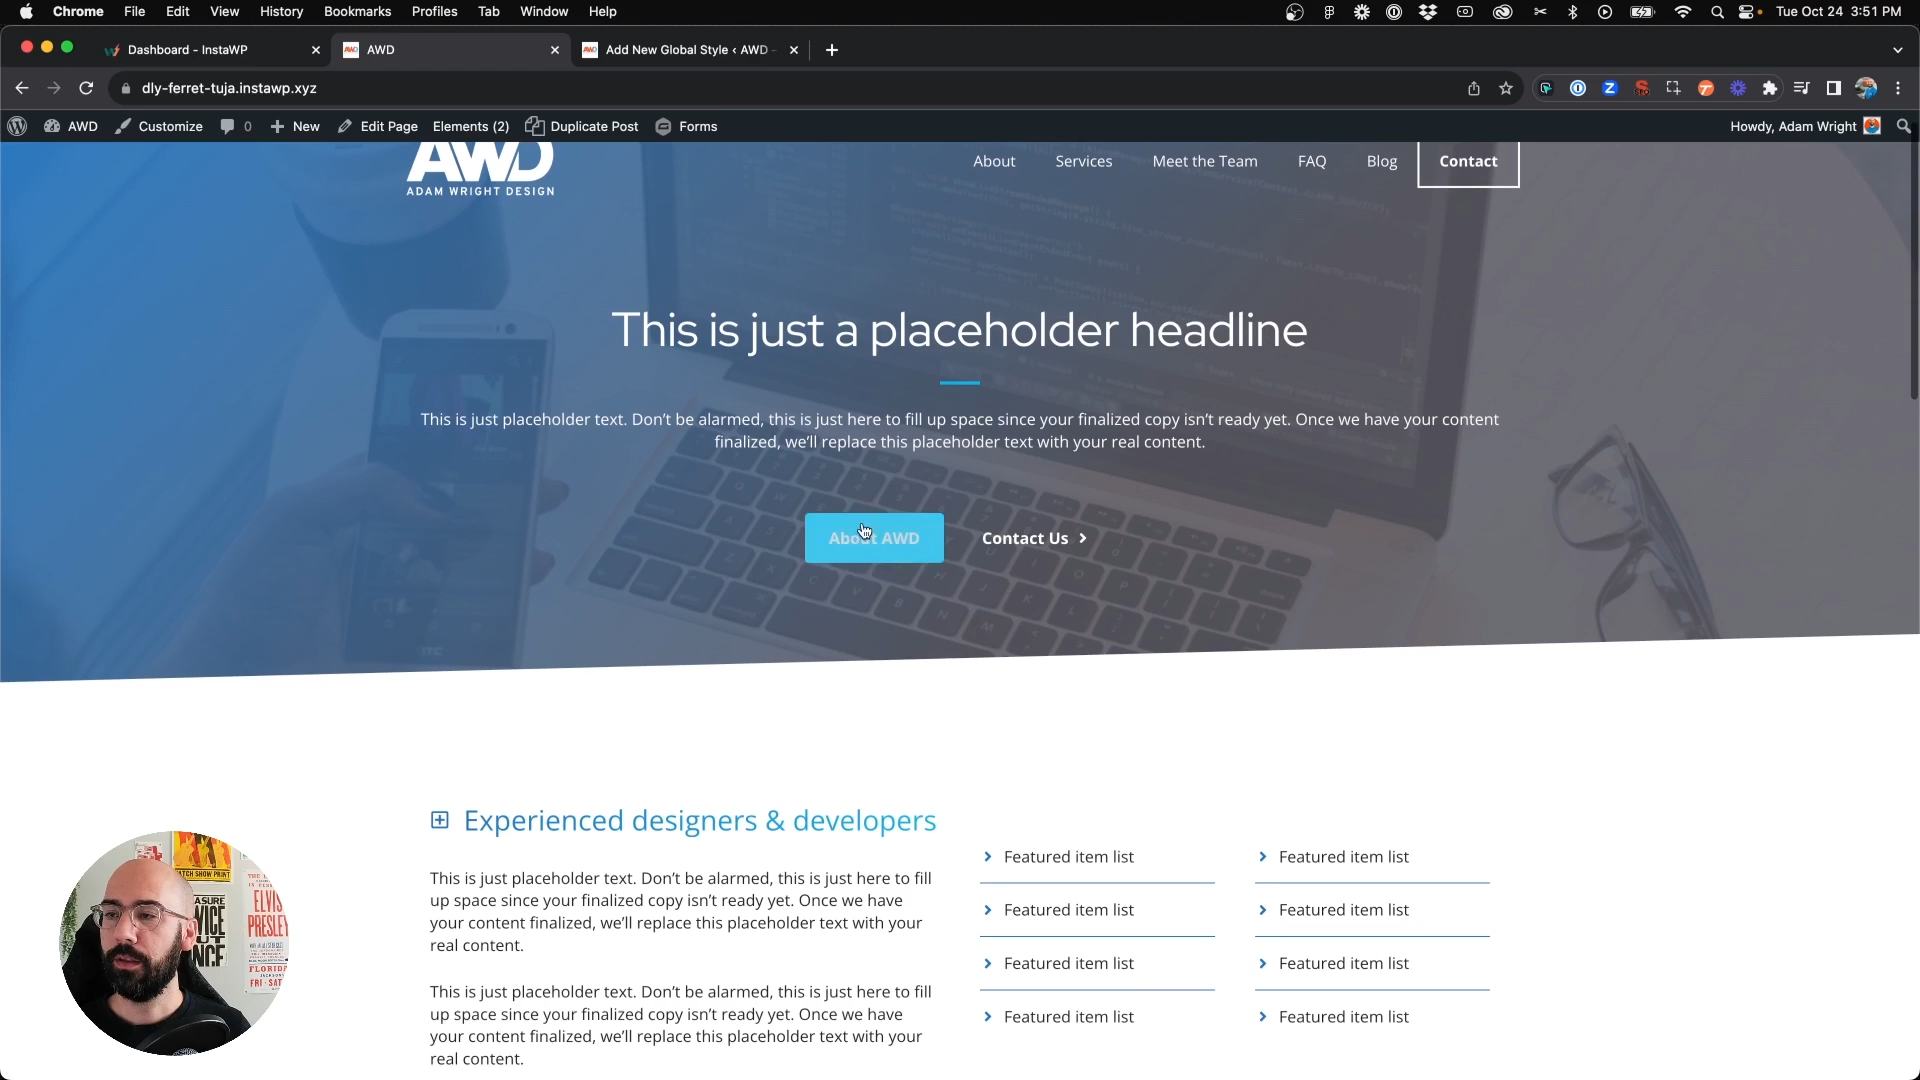 Chrome File Edit View History Bookmarks Profiles Tab Window Help Tue Oct 24 3:51 PM
Dashboard - InstaWP AWD Add New Global Style ‹ AWD -
dly-ferret-tuja.instawp.xyz
AWD Customize 0 New Edit Page Elements (2) Duplicate Post Forms Howdy, Adam Wright
AWD
ADAM WRIGHT DESIGN
About Services Meet the Team FAQ Blog Contact
This is just a placeholder headline
This is just placeholder text. Don’t be alarmed, this is just here to fill up space since your finalized copy isn’t ready yet. Once we have your content
finalized, we’ll replace this placeholder text with your real content.
About AWD Contact Us
Experienced designers & developers
This is just placeholder text. Don’t be alarmed, this is just here to fill
up space since your finalized copy isn’t ready yet. Once we have
your content finalized, we’ll replace this placeholder text with your
real content.
This is just placeholder text. Don’t be alarmed, this is just here to fill
up space since your finalized copy isn’t ready yet. Once we have
your content finalized, we’ll replace this placeholder text with your
real content.
Featured item list Featured item list
Featured item list Featured item list
Featured item list Featured item list
Featured item list Featured item list
ELVIS
PRESLEY
FLORIDA